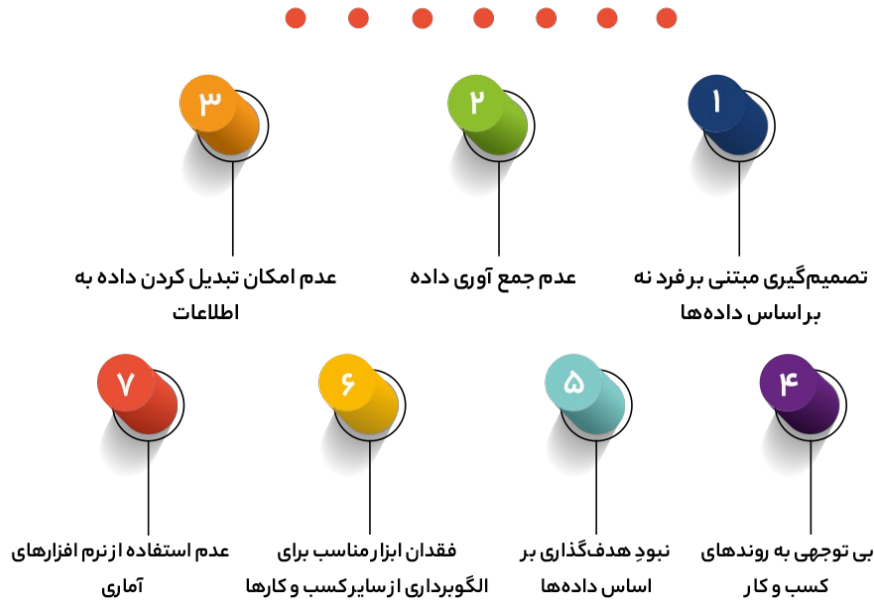 ۱
تصمیم‌گیری مبتنی بر فرد نه
بر اساس داده‌ها
۲
عدم جمع آوری داده
۳
عدم امکان تبدیل کردن داده به
اطلاعات
۴
بی توجهی به روندهای
کسب و کار
۵
نبودِ هدف‌گذاری بر
اساس داده‌ها
۶
فقدان ابزار مناسب برای
الگوبرداری از سایر کسب و کارها
۷
عدم استفاده از نرم افزارهای
آماری